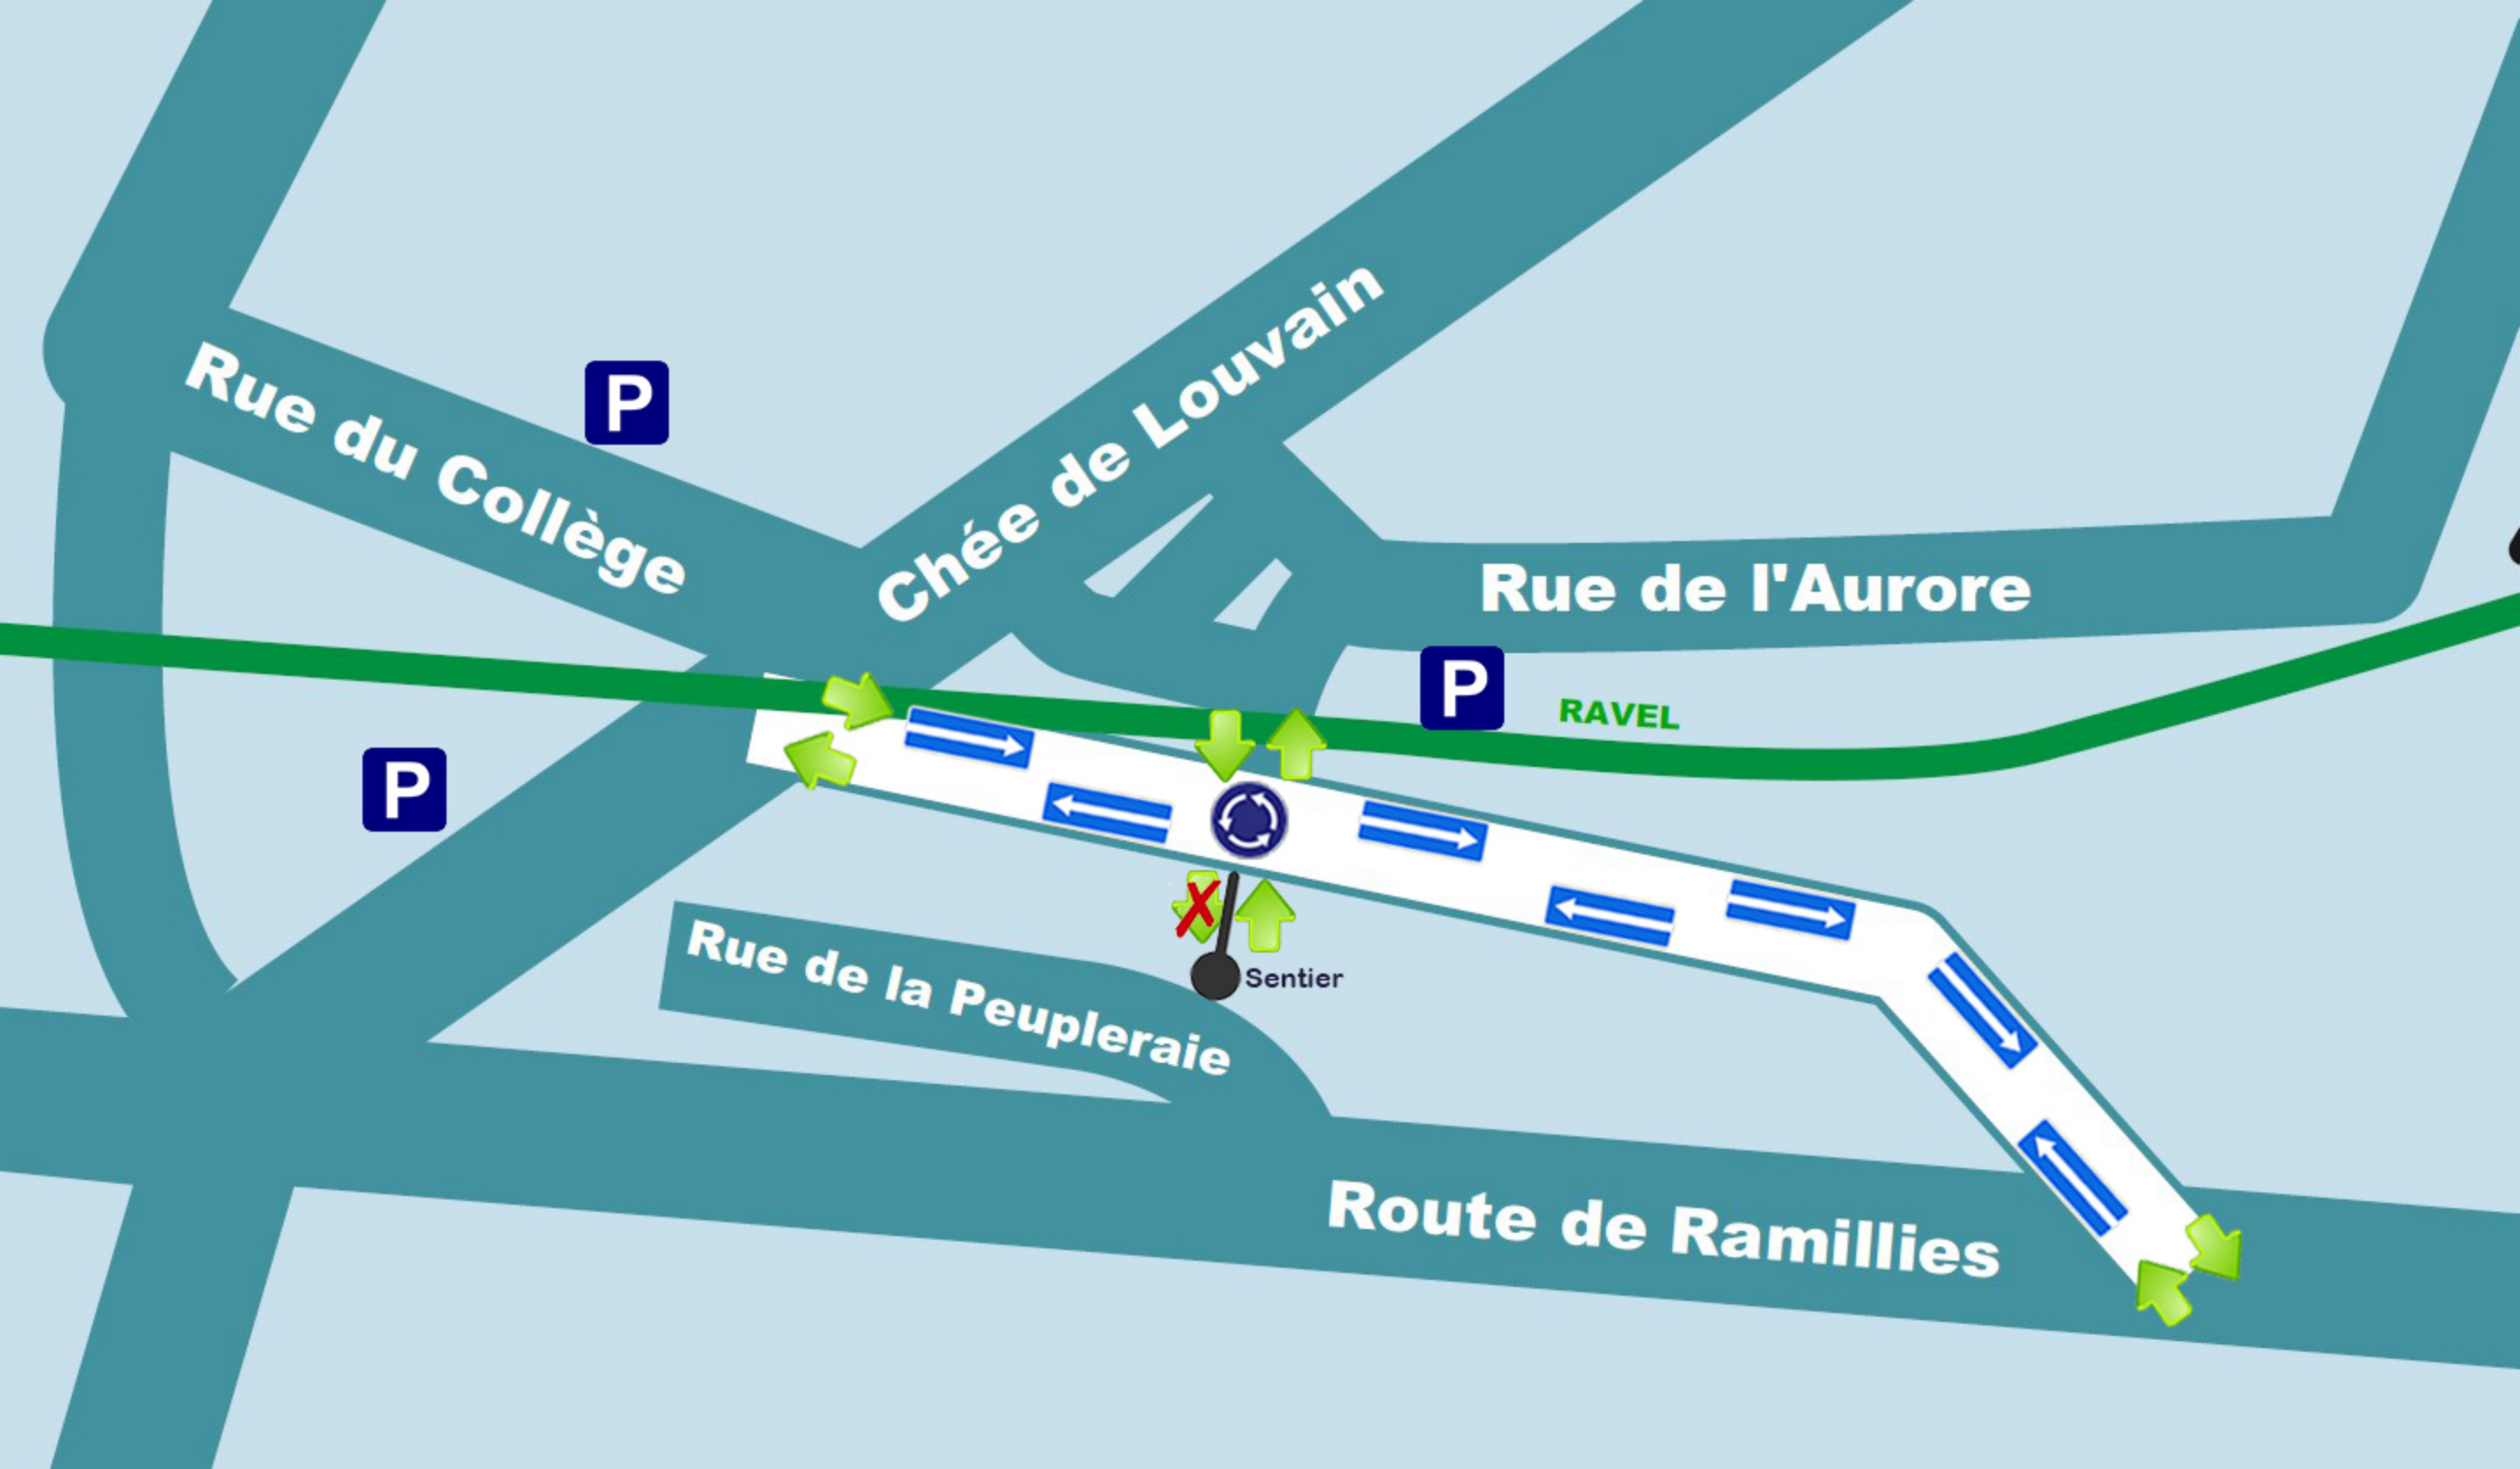 Rue du Collège
P
Chée de Louvain
Rue de l'Aurore
P
RAVEL
P
X
Sentier
Rue de la Peupleraie
Route de Ramillies